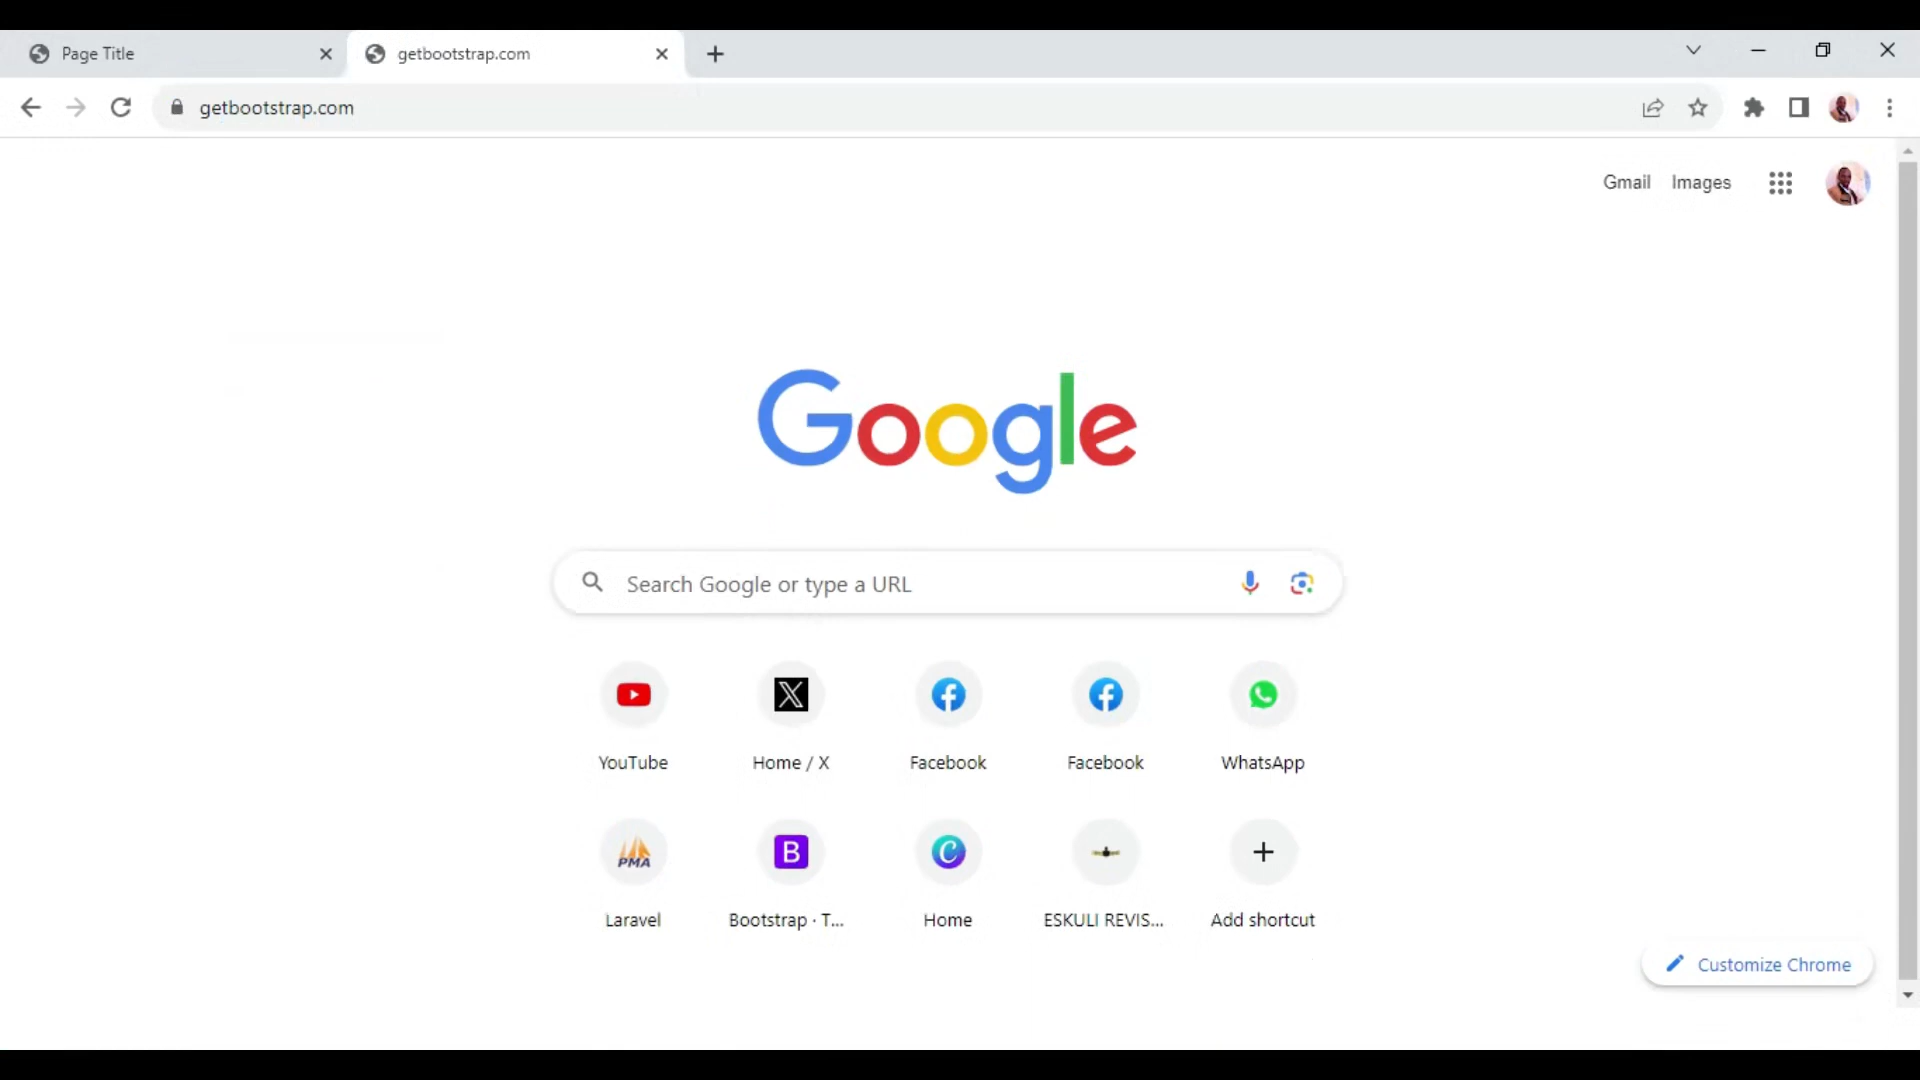 Page Title
getbootstrap.com
getbootstrap.com
Gmail Images
Google
Search Google or type a URL
YouTube
Home / X
Facebook
Facebook
WhatsApp
PMA
B
Laravel
Bootstrap · T...
Home
ESKULI REVIS...
Add shortcut
Customize Chrome